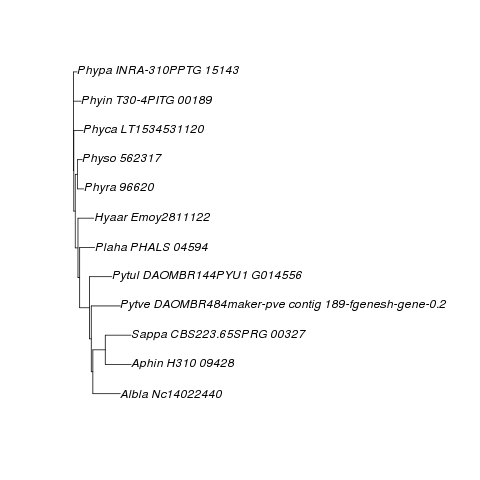 Phypa INRA-310PPTG 15143
Phyin T30-4PITG 00189
Phyca LT1534531120
Physo 562317
Phyra 96620
Hyaar Emoy2811122
Plaha PHALS 04594
Pytul DAOMBR144PYU1 G014556
Pytve DAOMBR484maker-pve contig 189-fgenesh-gene-0.2
Sappa CBS223.65SPRG 00327
Aphin H310 09428
Albla Nc14022440